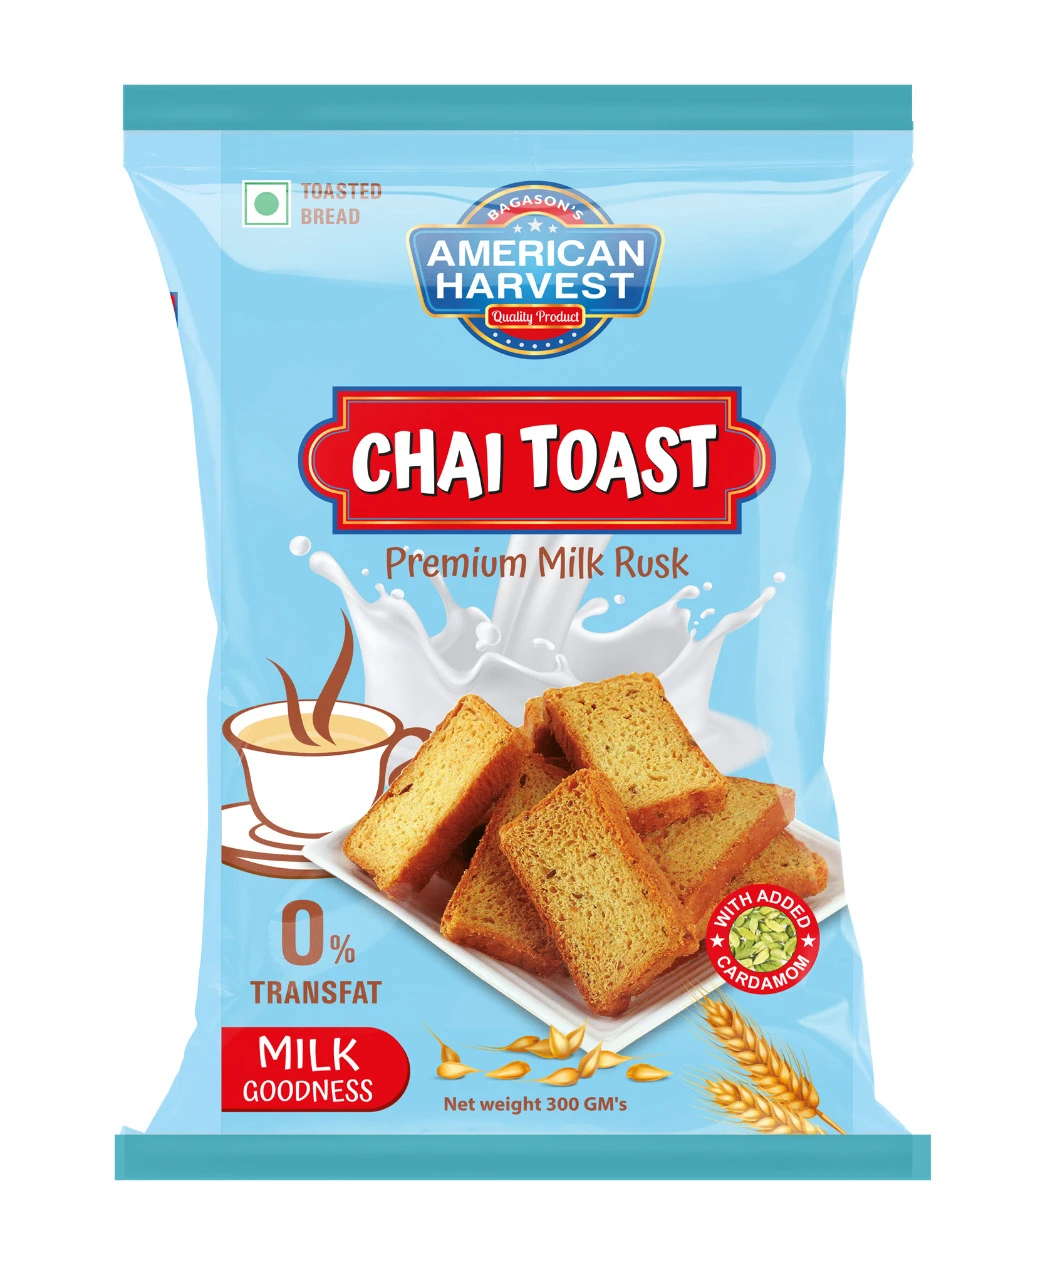 TOASTED
BREAD
BAGASON'S
AMERICAN
HARVEST
Quality Product
CHAI TOAST
Premium Milk Rusk
WITH ADDED
CARDAMOM
0%
TRANSFAT
MILK
GOODNESS
Net weight 300 GM's